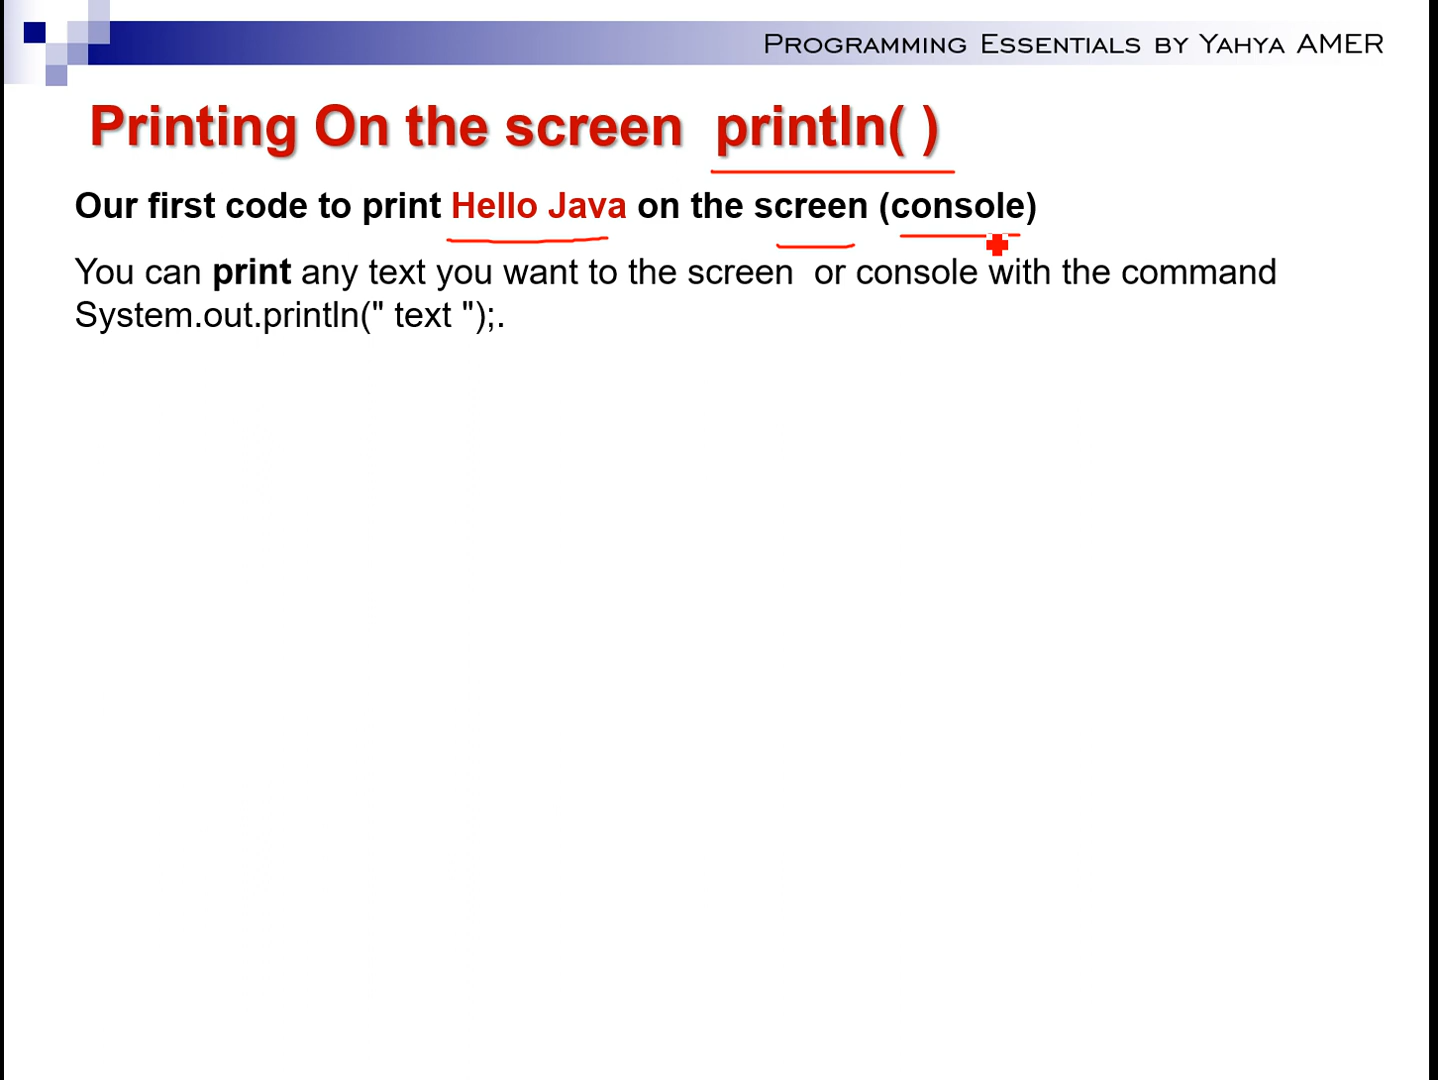 PROGRAMMING ESSENTIALS BY YAHYA AMER
Printing On the screen  println( )
Our first code to print Hello Java on the screen (console)
You can print any text you want to the screen  or console with the command
System.out.println(" text ");.